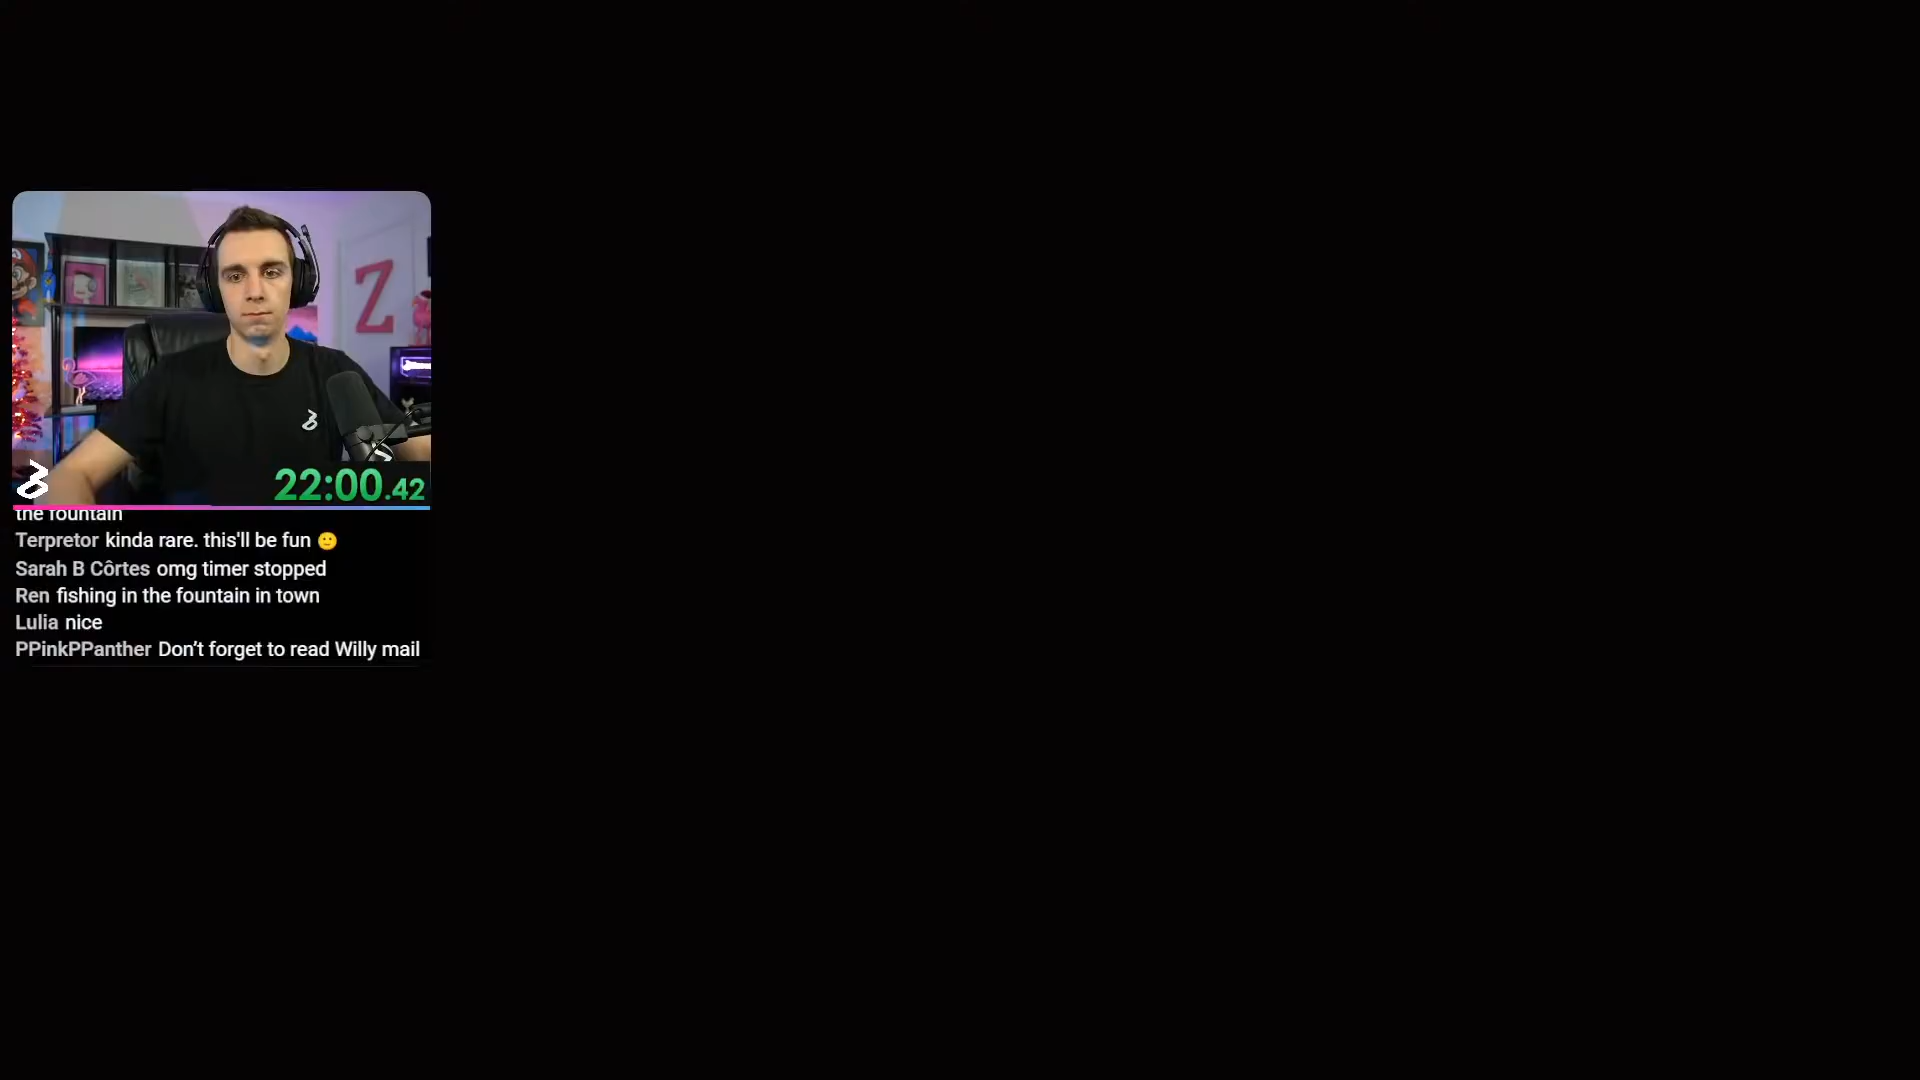 Z
22:00.42
the fountain
Terpretor kinda rare. this'll be fun 🙂
Sarah B Côrtes omg timer stopped
Ren fishing in the fountain in town
Lulia nice
PPinkPPanther Don’t forget to read Willy mail